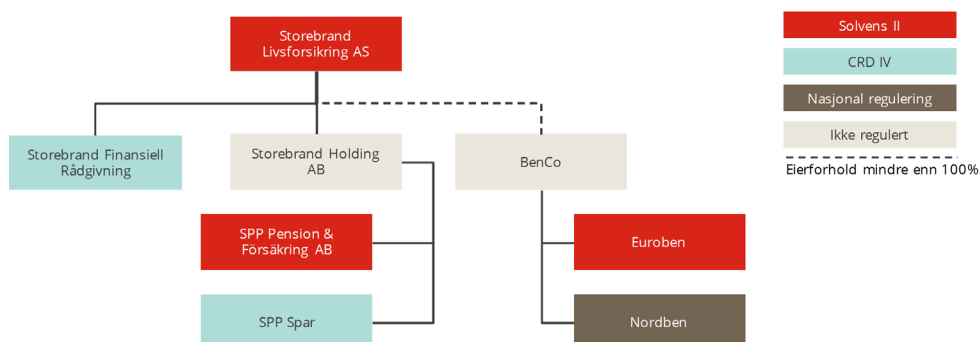 Storebrand
Livsforsikring AS
Storebrand Finansiell
Rådgivning
Storebrand Holding
AB
BenCo
SPP Pension &
Försäkring AB
Euroben
SPP Spar
Nordben
Solvens II
CRD IV
Nasjonal regulering
Ikke regulert
Eierforhold mindre enn 100%